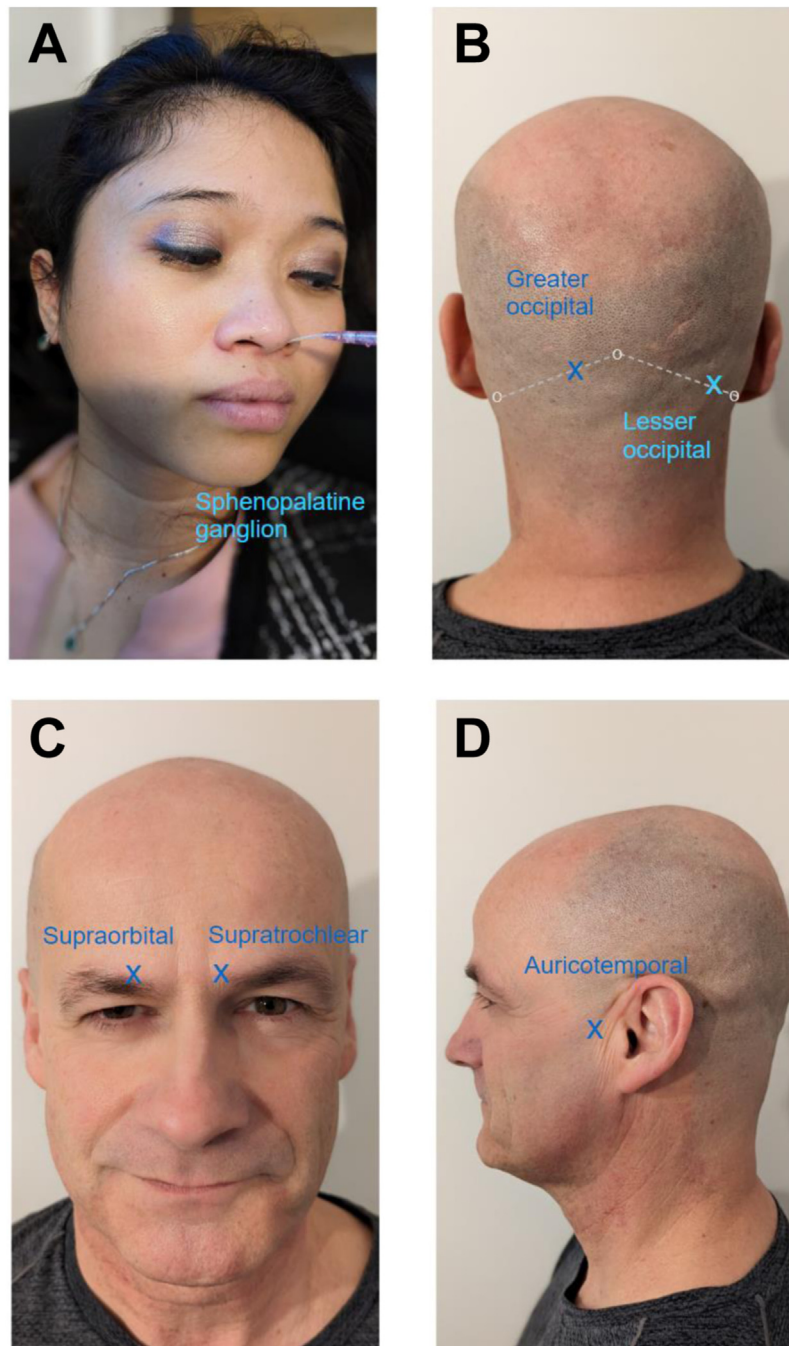 A
Sphenopalatine
ganglion
B
Greater
occipital
X
o
o
o
X
Lesser
occipital
C
Supraorbital
Supratrochlear
X
X
D
Auricotemporal
X